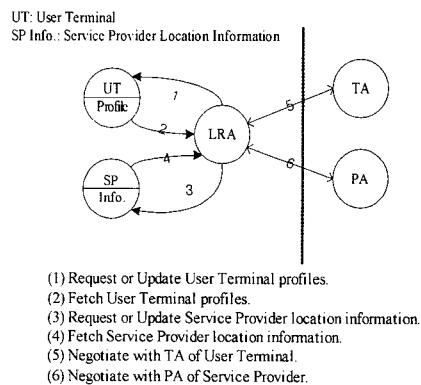 UT: User Terminal
SP Info.: Service Provider Location Information
UT
Profile
1
2
LRA
5
TA
SP
Info.
4
3
6
PA
(1) Request or Update User Terminal profiles.
(2) Fetch User Terminal profiles.
(3) Request or Update Service Provider location information.
(4) Fetch Service Provider location information.
(5) Negotiate with TA of User Terminal.
(6) Negotiate with PA of Service Provider.